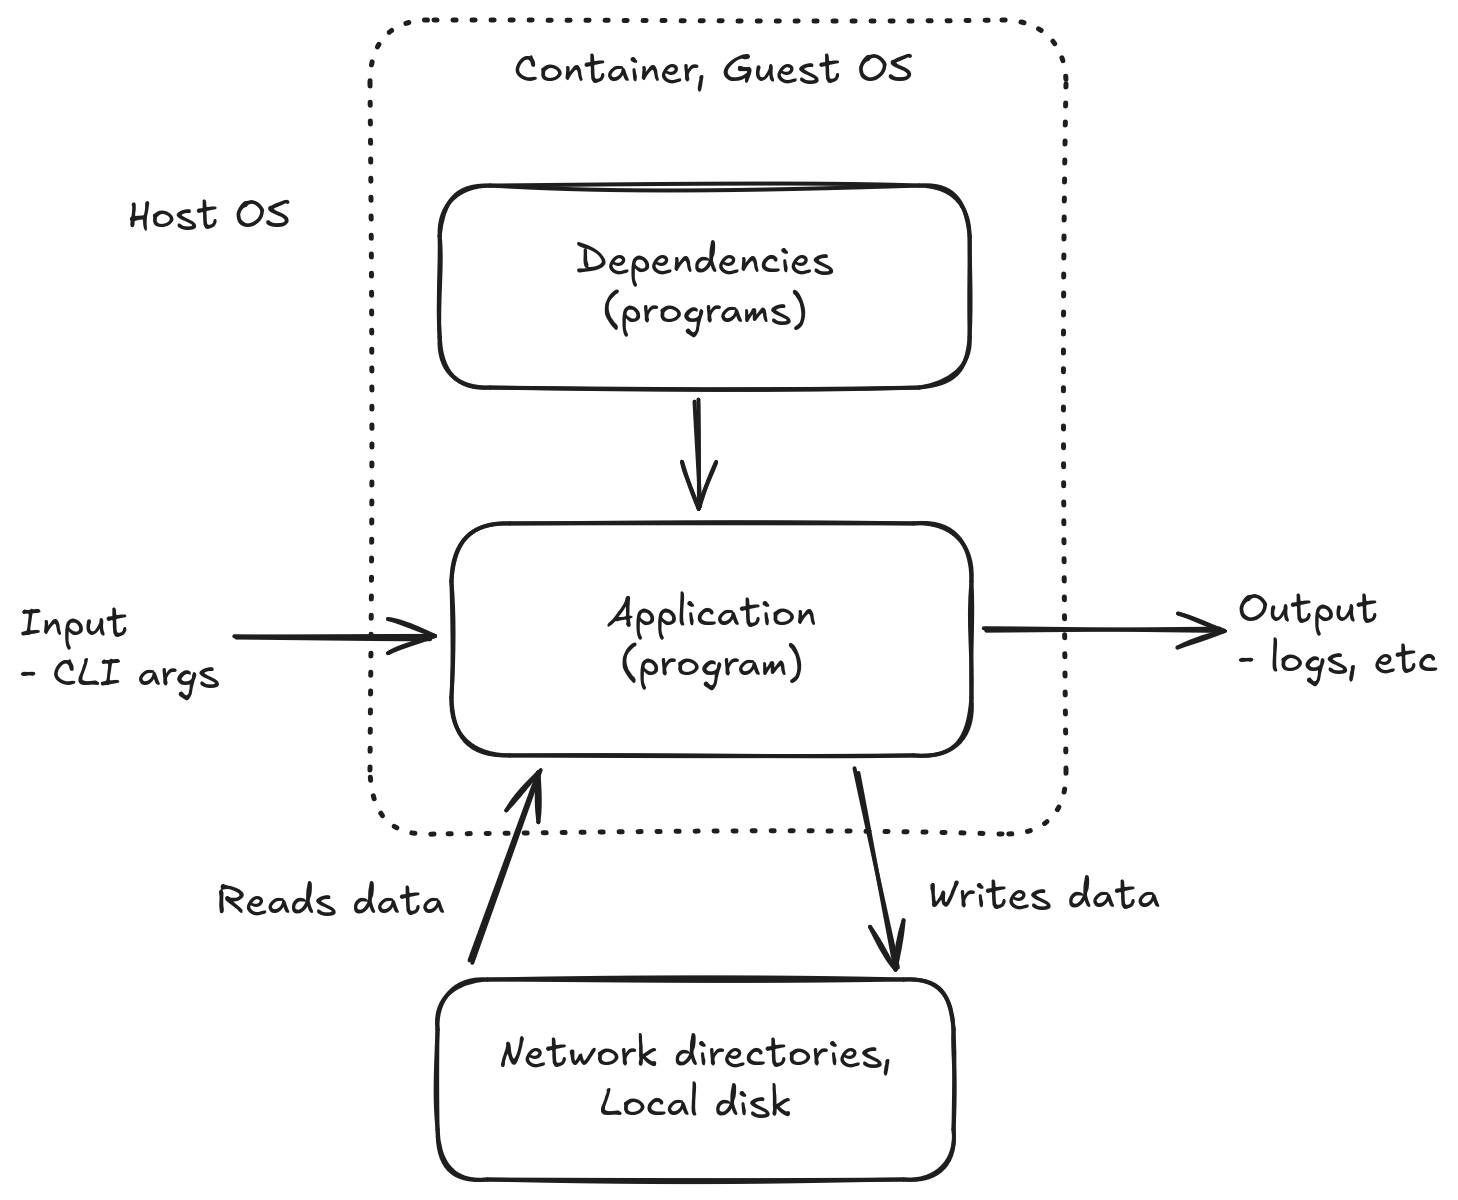 Container, Guest OS
Host OS
Dependencies
(programs)
Input
- CLI args
Application
(program)
Output
- logs, etc
Reads data
Writes data
Network directories,
Local disk